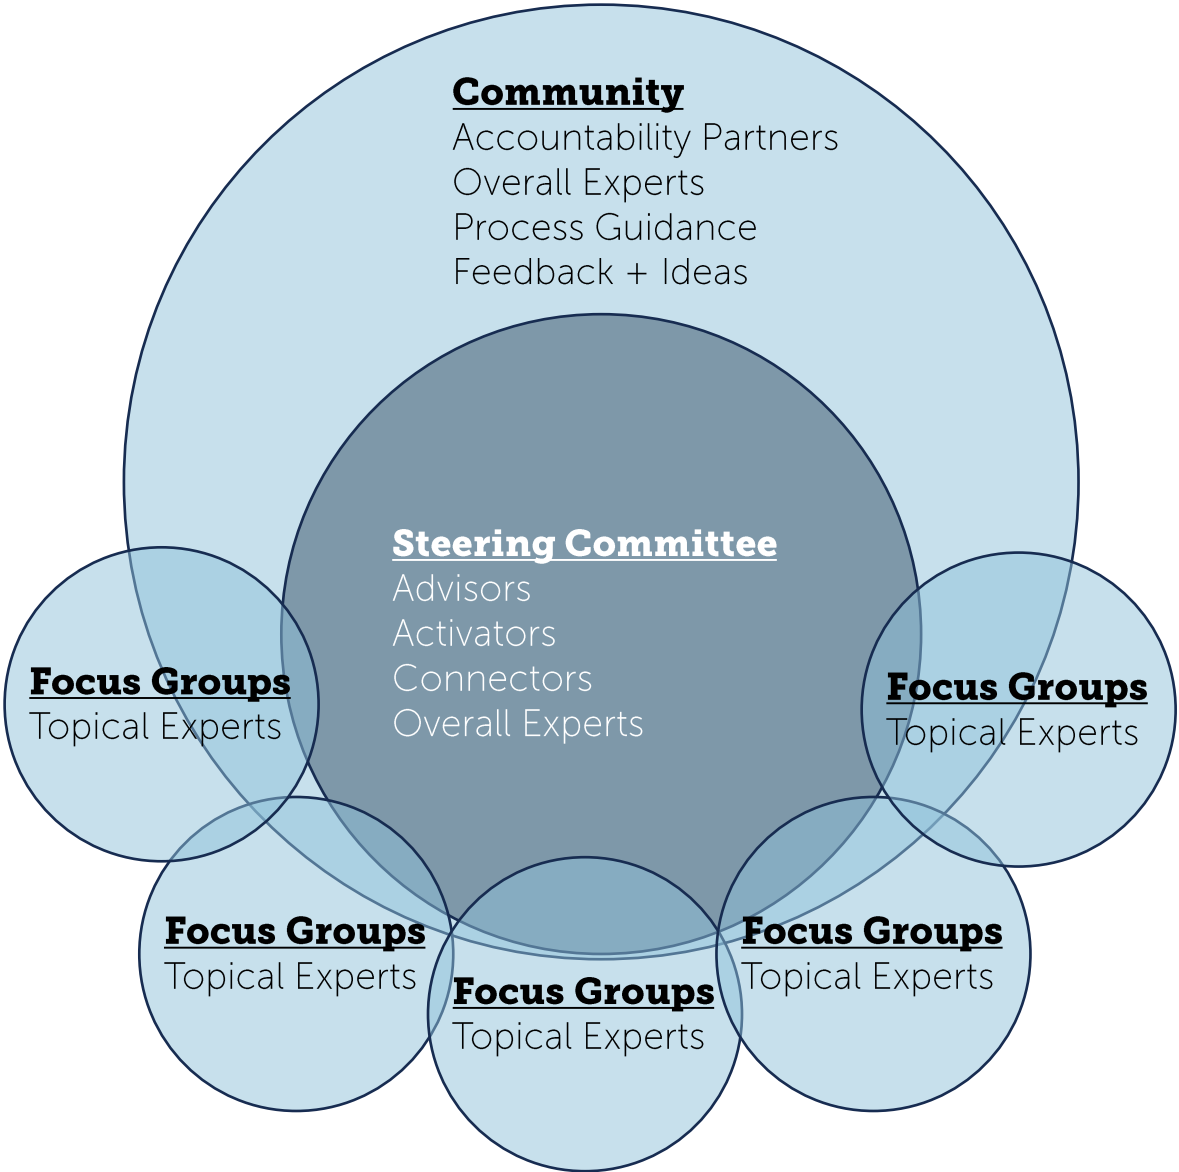 Community
Accountability Partners
Overall Experts
Process Guidance
Feedback + Ideas
Steering Committee
Advisors
Activators
Connectors
Overall Experts
Focus Groups
Topical Experts
Focus Groups
Topical Experts
Focus Groups
Topical Experts
Focus Groups
Topical Experts
Focus Groups
Topical Experts